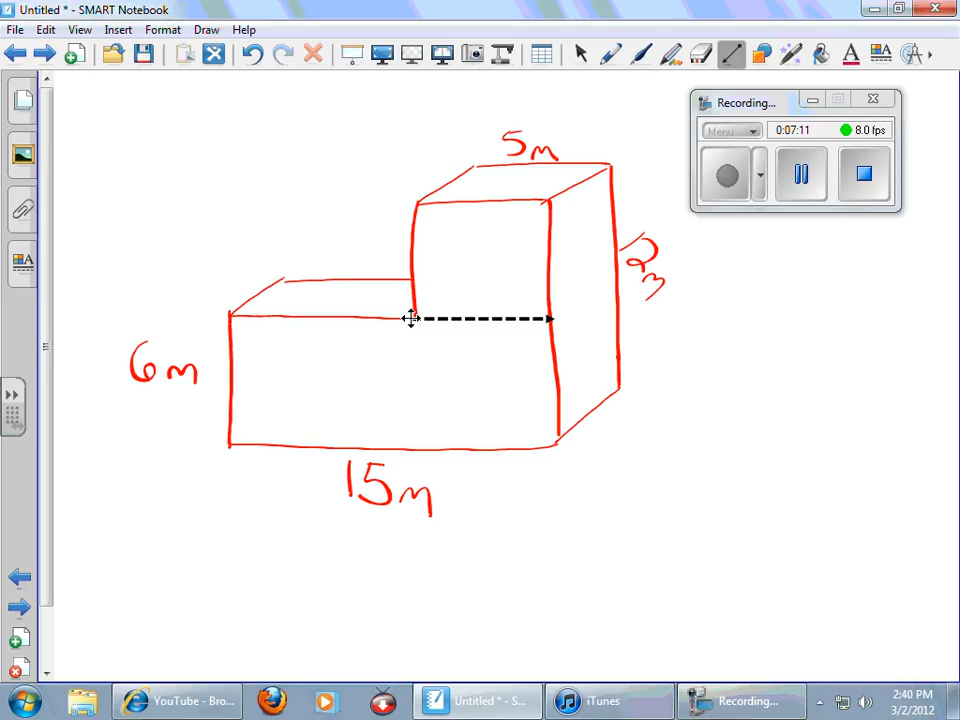 Untitled * - SMART Notebook
File Edit View Insert Format Draw Help
Recording...
Menu 0:07:11 8.0 fps
5m
6m
15m
YouTube - Bro... Untitled * - S... iTunes Recording...
2:40 PM
3/2/2012